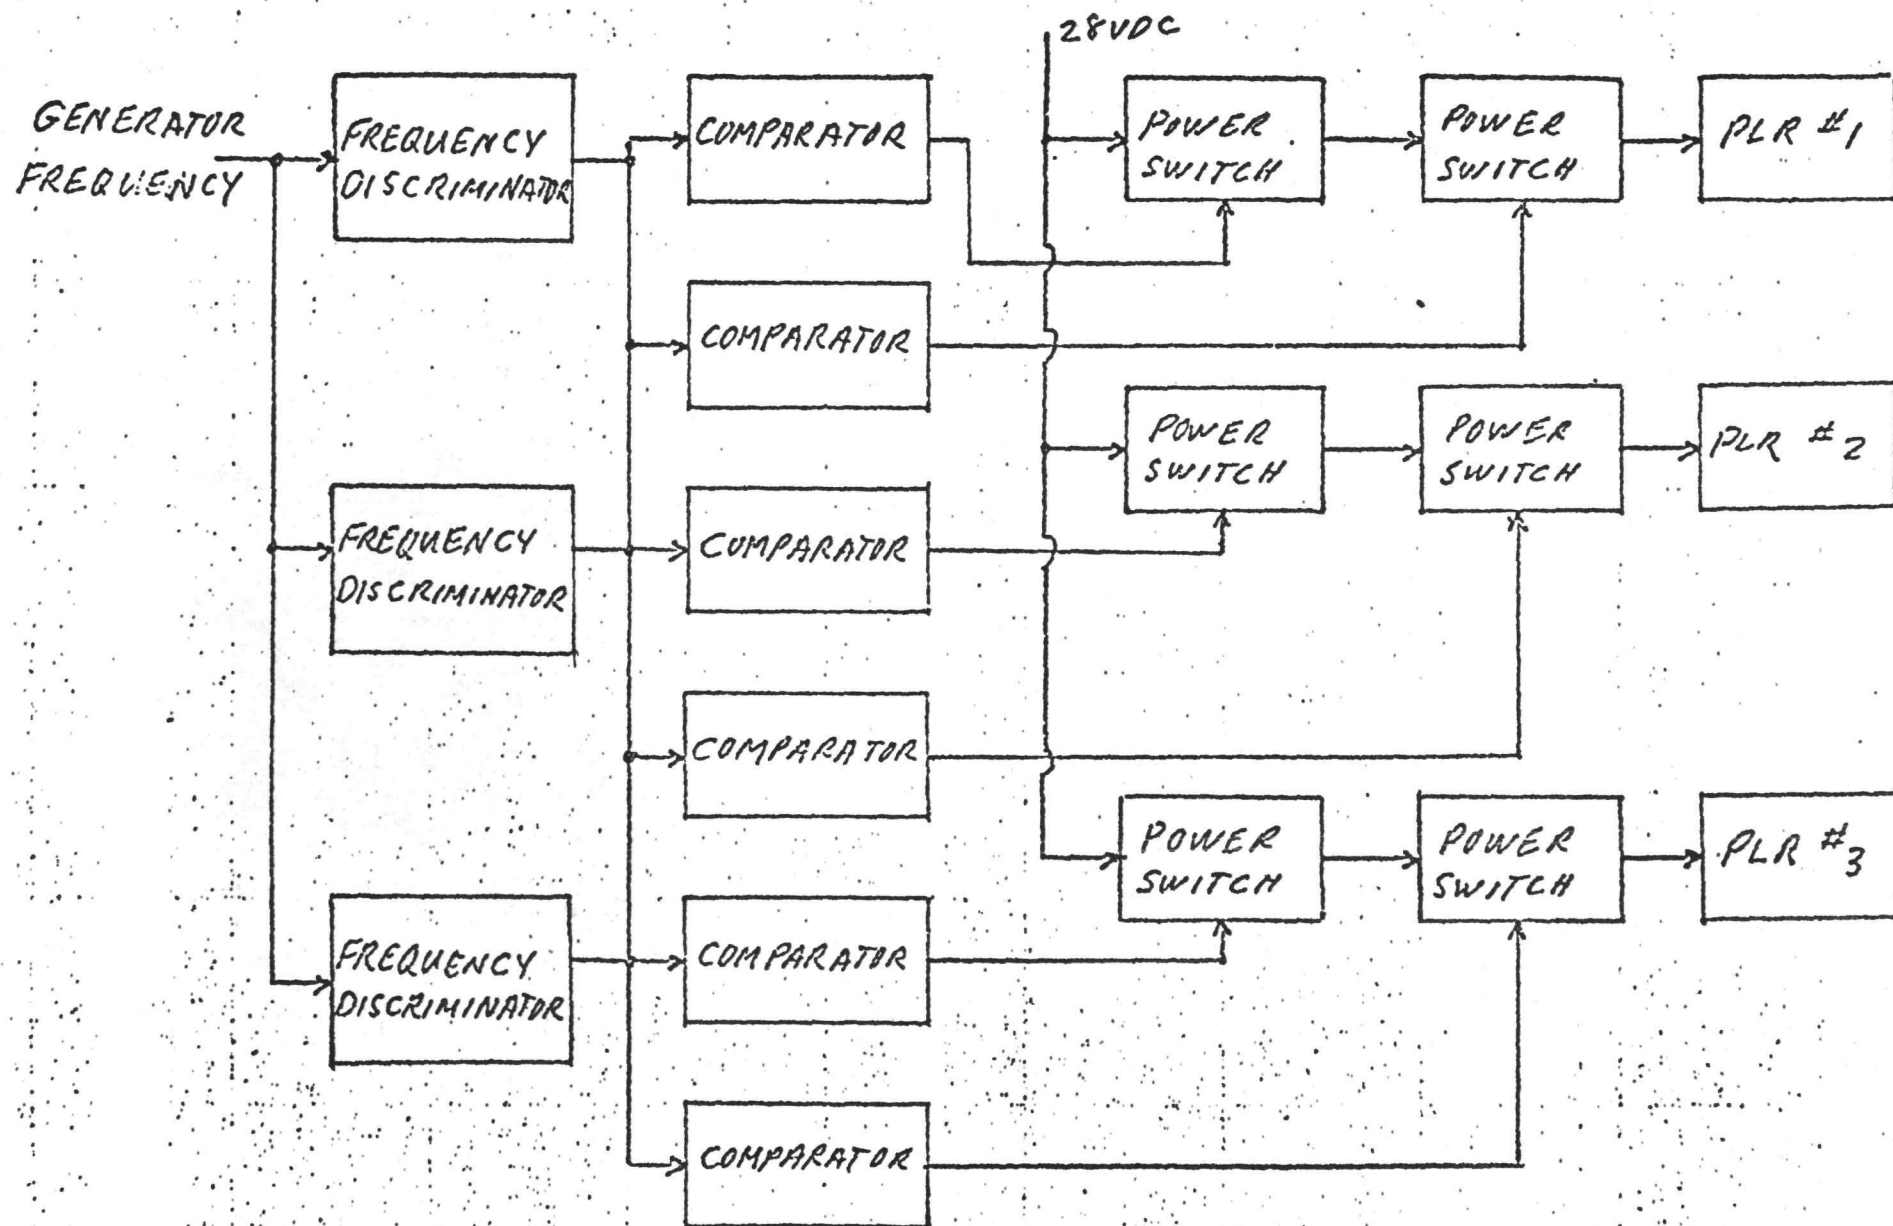 28VDC
GENERATOR
FREQUENCY
FREQUENCY
DISCRIMINATOR
COMPARATOR
POWER
SWITCH
POWER
SWITCH
PLR #1
COMPARATOR
POWER
SWITCH
POWER
SWITCH
PLR #2
FREQUENCY
DISCRIMINATOR
COMPARATOR
COMPARATOR
POWER
SWITCH
POWER
SWITCH
PLR #3
FREQUENCY
DISCRIMINATOR
COMPARATOR
COMPARATOR